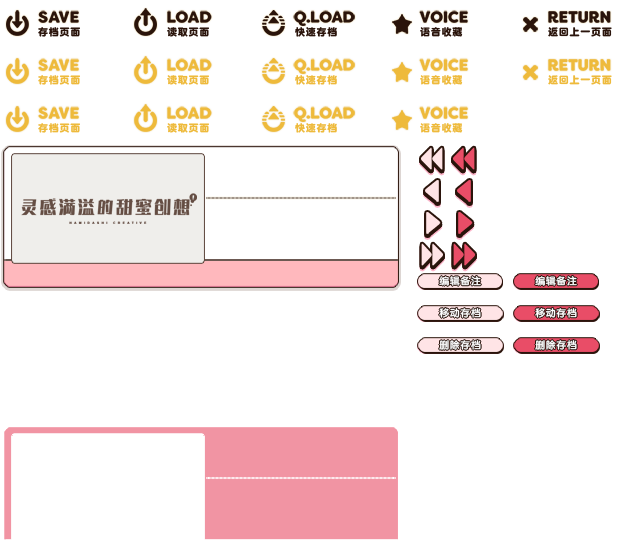 SAVE
存档页面
LOAD
读取页面
Q.LOAD
快速存档
VOICE
语音收藏
RETURN
返回上一页面
SAVE
存档页面
LOAD
读取页面
Q.LOAD
快速存档
VOICE
语音收藏
RETURN
返回上一页面
SAVE
存档页面
LOAD
读取页面
Q.LOAD
快速存档
VOICE
语音收藏
灵感满溢的甜蜜创想
NAMIDASHI CREATIVE
编辑备注
编辑备注
移动存档
移动存档
删除存档
删除存档